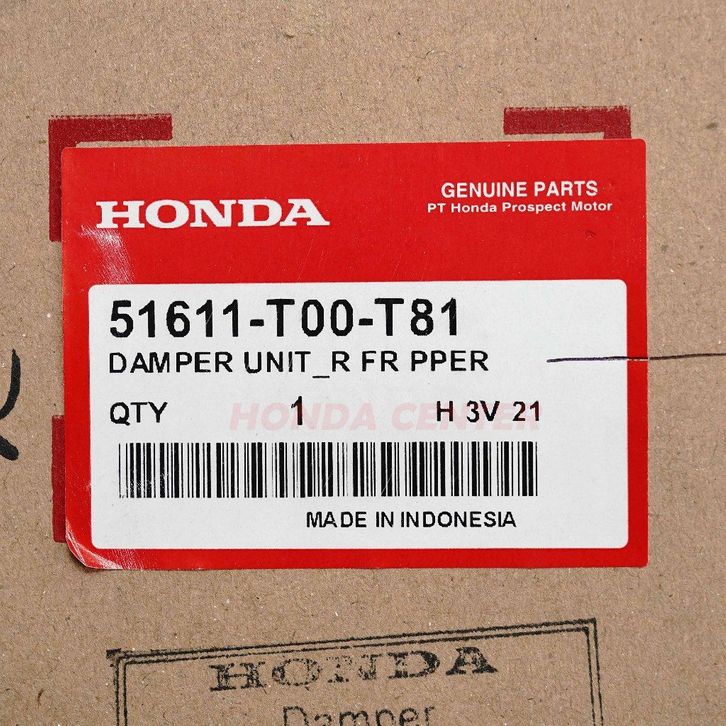 HONDA
GENUINE PARTS
PT Honda Prospect Motor
51611-T00-T81
DAMPER UNIT_R FR PPER
QTY 1 H 3V 21
HONDA CENTER
MADE IN INDONESIA
HONDA
Damper